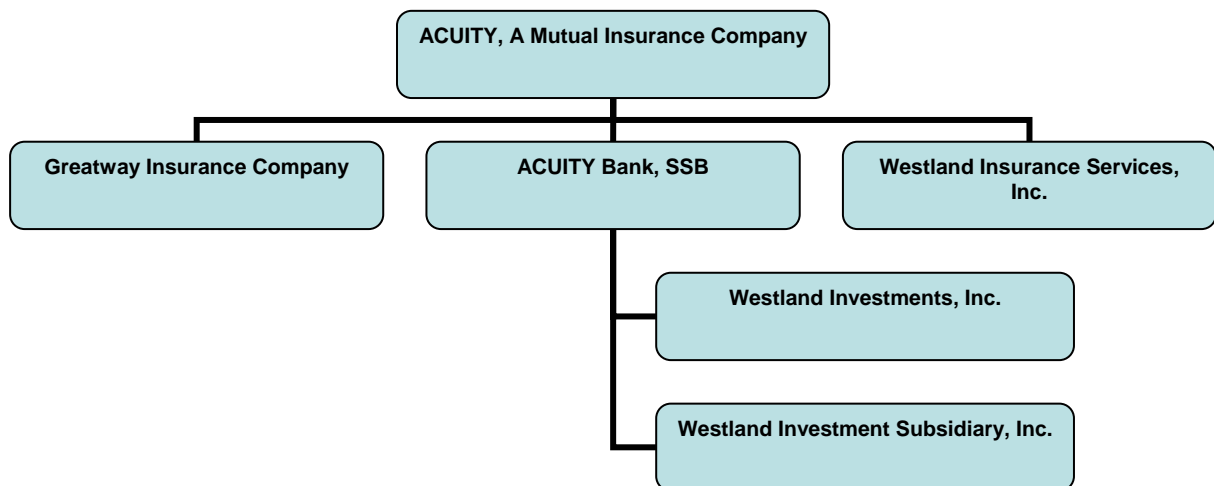 ACUITY, A Mutual Insurance Company
Greatway Insurance Company
ACUITY Bank, SSB
Westland Insurance Services,
Inc.
Westland Investments, Inc.
Westland Investment Subsidiary, Inc.